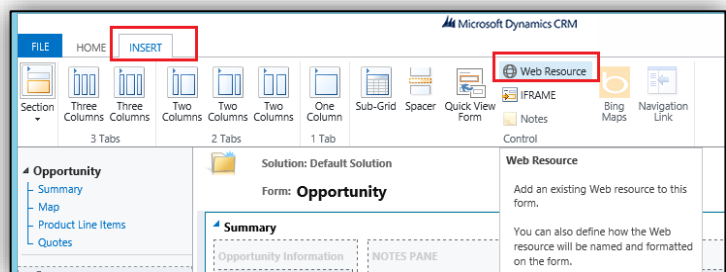 Microsoft Dynamics CRM
FILE HOME INSERT
Section
Three Columns
Three Columns
Two Columns
Two Columns
Two Columns
One Column
Sub-Grid
Spacer
Quick View Form
Web Resource
IFRAME
Notes
Bing Maps
Navigation Link
3 Tabs
2 Tabs
1 Tab
Control
Opportunity
Summary
Map
Product Line Items
Quotes
Solution: Default Solution
Form: Opportunity
Summary
Opportunity Information
NOTES PANE
Web Resource
Add an existing Web resource to this
form.
You can also define how the Web
resource will be named and formatted
on the form.